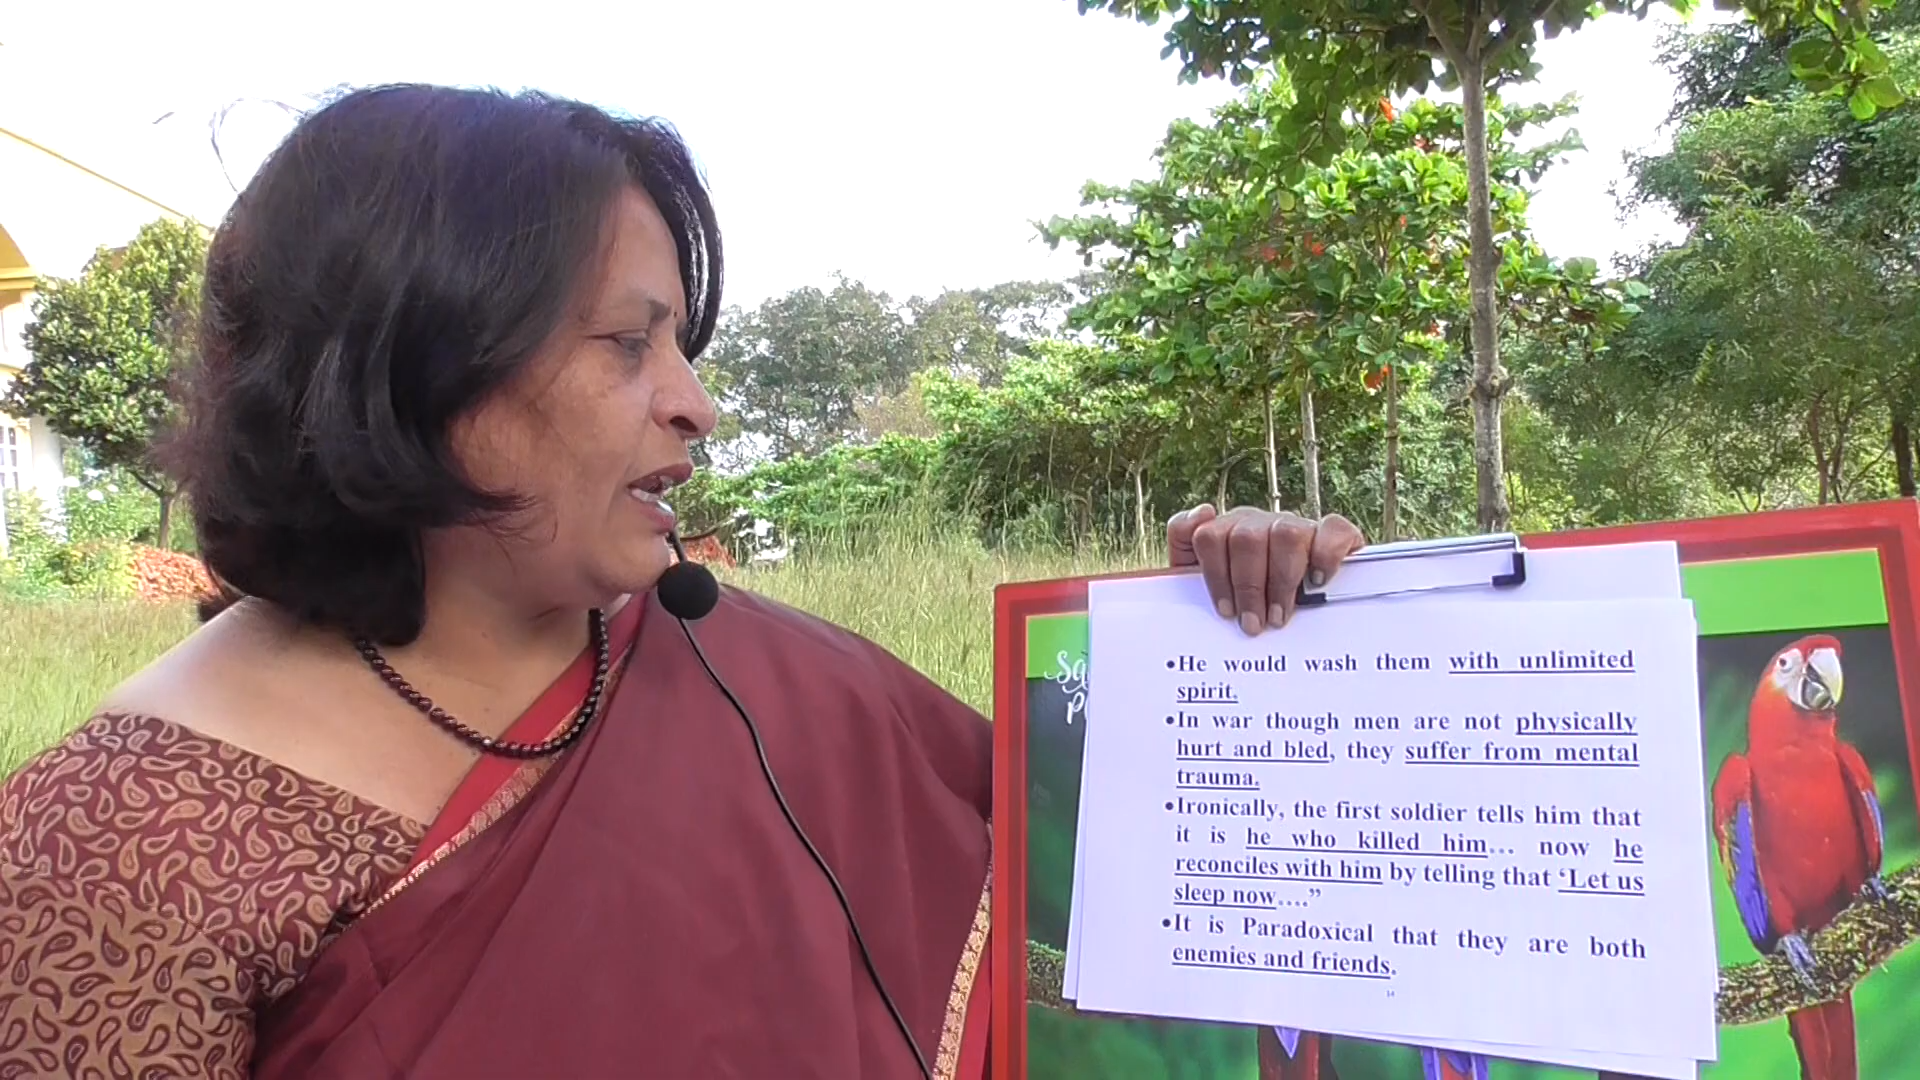 •He would wash them with unlimited
spirit.
•In war though men are not physically
hurt and bled, they suffer from mental
trauma.
•Ironically, the first soldier tells him that
it is he who killed him... now he
reconciles with him by telling that ‘Let us
sleep now....”
•It is Paradoxical that they are both
enemies and friends.
14